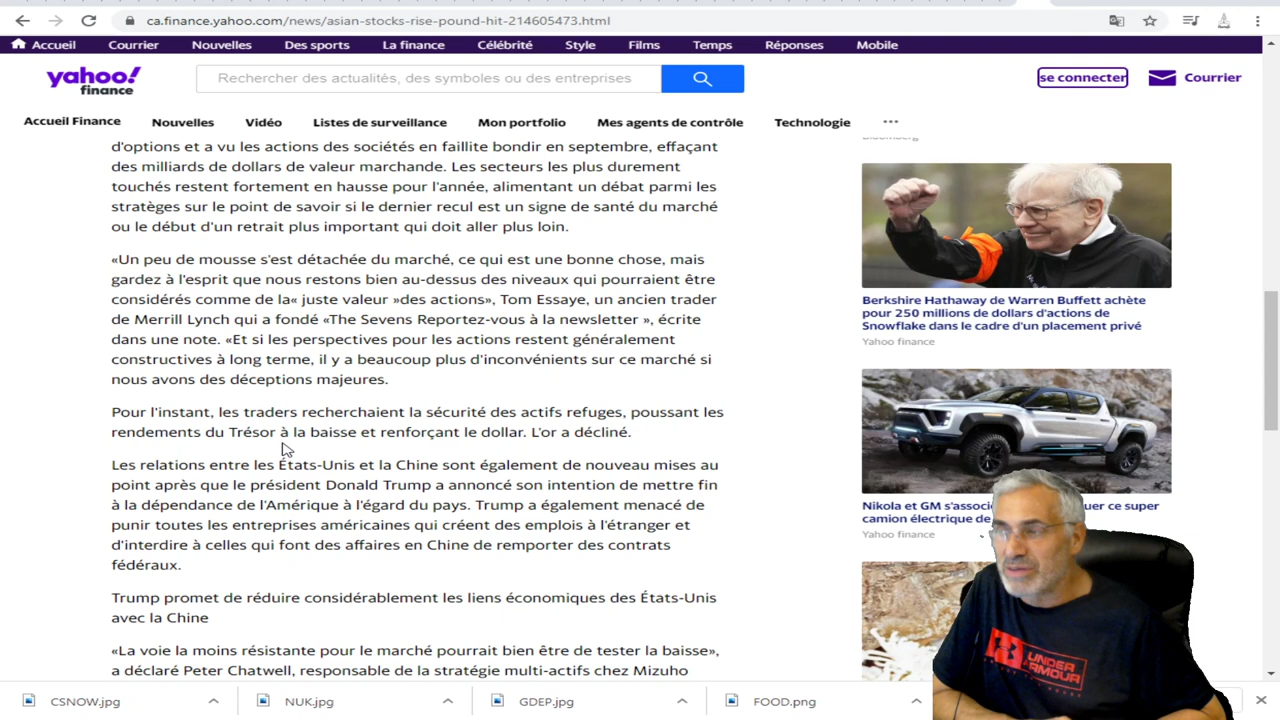 ca.finance.yahoo.com/news/asian-stocks-rise-pound-hit-214605473.html
Accueil Courrier Nouvelles Des sports La finance Célébrité Style Films Temps Réponses Mobile
yahoo!
finance
Rechercher des actualités, des symboles ou des entreprises
se connecter
Courrier
Accueil Finance Nouvelles Vidéo Listes de surveillance Mon portfolio Mes agents de contrôle Technologie ...
d'options et a vu les actions des sociétés en faillite bondir en septembre, effaçant
des milliards de dollars de valeur marchande. Les secteurs les plus durement
touchés restent fortement en hausse pour l'année, alimentant un débat parmi les
stratèges sur le point de savoir si le dernier recul est un signe de santé du marché
ou le début d'un retrait plus important qui doit aller plus loin.
«Un peu de mousse s'est détachée du marché, ce qui est une bonne chose, mais
gardez à l'esprit que nous restons bien au-dessus des niveaux qui pourraient être
considérés comme de la« juste valeur »des actions», Tom Essaye, un ancien trader
de Merrill Lynch qui a fondé «The Sevens Reportez-vous à la newsletter », écrite
dans une note. «Et si les perspectives pour les actions restent généralement
constructives à long terme, il y a beaucoup plus d'inconvénients sur ce marché si
nous avons des déceptions majeures.
Pour l'instant, les traders recherchaient la sécurité des actifs refuges, poussant les
rendements du Trésor à la baisse et renforçant le dollar. L'or a décliné.
Les relations entre les États-Unis et la Chine sont également de nouveau mises au
point après que le président Donald Trump a annoncé son intention de mettre fin
à la dépendance de l'Amérique à l'égard du pays. Trump a également menacé de
punir toutes les entreprises américaines qui créent des emplois à l'étranger et
d'interdire à celles qui font des affaires en Chine de remporter des contrats
fédéraux.
Trump promet de réduire considérablement les liens économiques des États-Unis
avec la Chine
«La voie la moins résistante pour le marché pourrait bien être de tester la baisse»,
a déclaré Peter Chatwell, responsable de la stratégie multi-actifs chez Mizuho
Berkshire Hathaway de Warren Buffett achète
pour 250 millions de dollars d'actions de
Snowflake dans le cadre d'un placement privé
Yahoo finance
Nikola et GM s'associe uer ce super
camion électrique de
Yahoo finance
UNDER
ARMOUR
CSNOW.jpg NUK.jpg GDEP.jpg FOOD.png